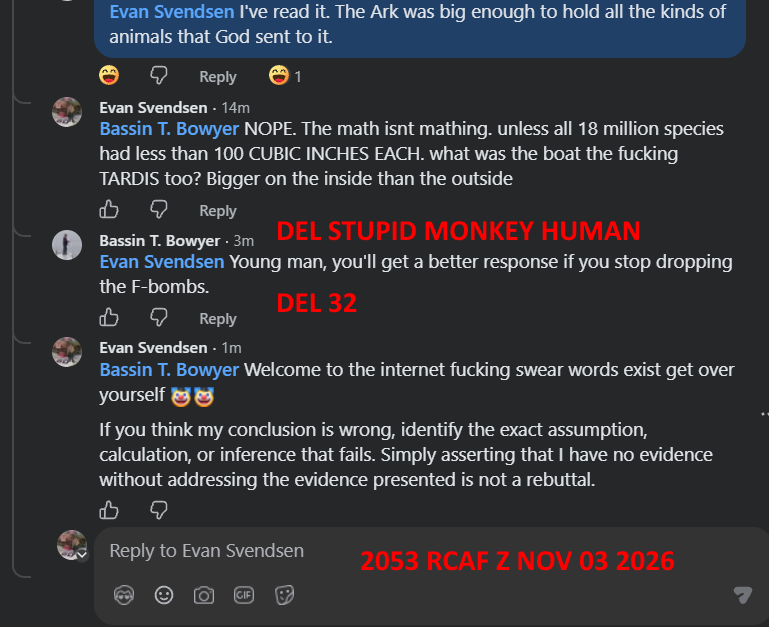 Evan Svendsen I've read it. The Ark was big enough to hold all the kinds of
animals that God sent to it.
Reply
1
Evan Svendsen · 14m
Bassin T. Bowyer NOPE. The math isnt mathing. unless all 18 million species
had less than 100 CUBIC INCHES EACH. what was the boat the fucking
TARDIS too? Bigger on the inside than the outside
Reply
DEL STUPID MONKEY HUMAN
Bassin T. Bowyer · 3m
Evan Svendsen Young man, you'll get a better response if you stop dropping
the F-bombs.
DEL 32
Reply
Evan Svendsen · 1m
Bassin T. Bowyer Welcome to the internet fucking swear words exist get over
yourself 🤡🤡
If you think my conclusion is wrong, identify the exact assumption,
calculation, or inference that fails. Simply asserting that I have no evidence
without addressing the evidence presented is not a rebuttal.
Reply to Evan Svendsen
2053 RCAF Z NOV 03 2026
GIF